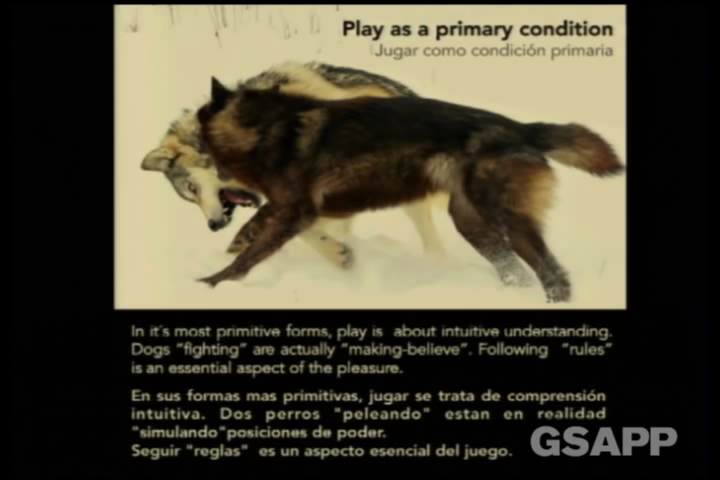 Play as a primary condition
Jugar como condición primaria
In it's most primitive forms, play is about intuitive understanding.
Dogs "fighting" are actually "making-believe". Following "rules"
is an essential aspect of the pleasure.
En sus formas mas primitivas, jugar se trata de comprensión
intuitiva. Dos perros "peleando" estan en realidad
"simulando"posiciones de poder.
Seguir "reglas" es un aspecto esencial del juego.
GSAPP